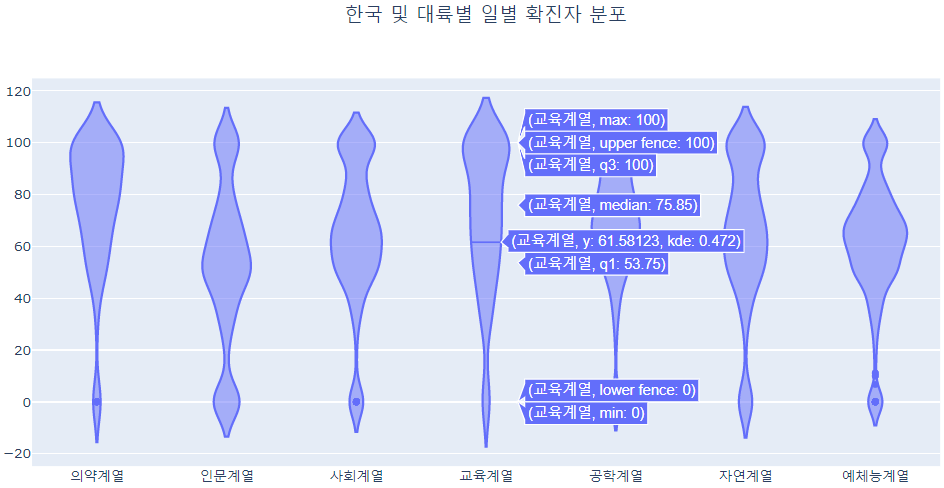 한국 및 대륙별 일별 확진자 분포
120
100
80
60
40
20
0
−20
(교육계열, max: 100)
(교육계열, upper fence: 100)
(교육계열, q3: 100)
(교육계열, median: 75.85)
(교육계열, y: 61.58123, kde: 0.472)
(교육계열, q1: 53.75)
(교육계열, lower fence: 0)
(교육계열, min: 0)
의약계열 인문계열 사회계열 교육계열 공학계열 자연계열 예체능계열